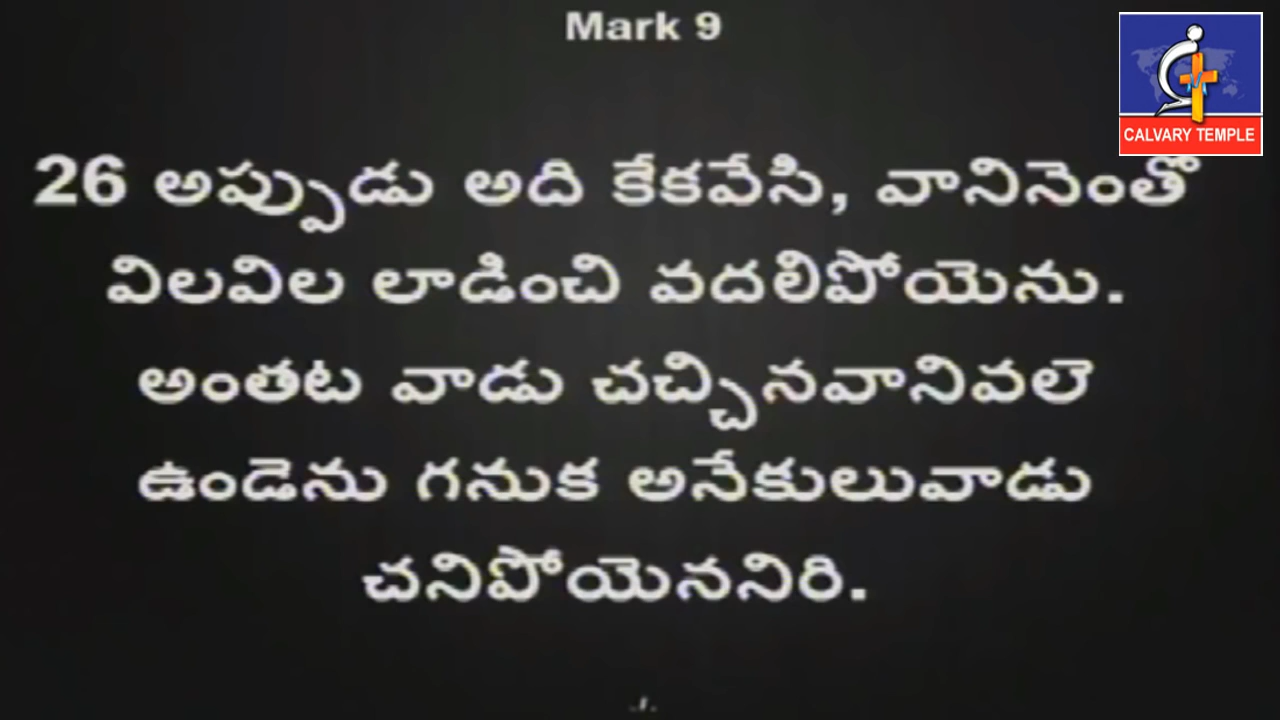 Mark 9
CALVARY TEMPLE
26 అప్పుడు అది కేకవేసి, వానినెంతో
విలవిల లాడించి వదలిపోయెను.
అంతట వాడు చచ్చినవానివలె
ఉండెను గనుక అనేకులువాడు
చనిపోయెననిరి.